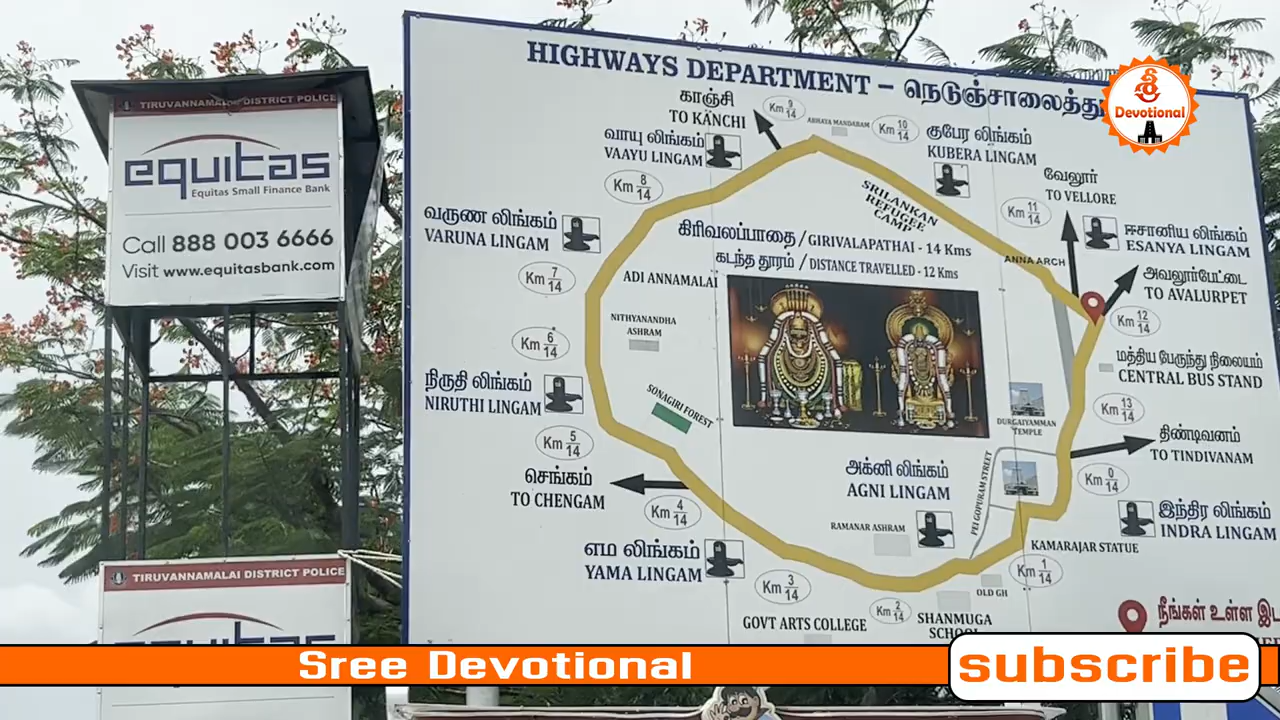 TIRUVANNAMALAI DISTRICT POLICE
equitas
Equitas Small Finance Bank
Call 888 003 6666
Visit www.equitasbank.com
TIRUVANNAMALAI DISTRICT POLICE
equitas
HIGHWAYS DEPARTMENT – நெடுஞ்சாலைத்து
காஞ்சி
TO KANCHI
9/14
ABHAYA MANDABAM
10/14
குபேர லிங்கம்
KUBERA LINGAM
வாயு லிங்கம்
VAAYU LINGAM
Km 8/14
வேலூர்
TO VELLORE
Km 11/14
SRILANKAN
REFUGEE
CAMP
வருண லிங்கம்
VARUNA LINGAM
கிரிவலப்பாதை / GIRIVALAPATHAI - 14 Kms
கடந்த தூரம் / DISTANCE TRAVELLED - 12 Kms
ANNA ARCH
ஈசானிய லிங்கம்
ESANYA LINGAM
Km 7/14
ADI ANNAMALAI
அவலூர்பேட்டை
TO AVALURPET
Km 12/14
NITHYANANDHA
ASHRAM
Km 6/14
மத்திய பேருந்து நிலையம்
CENTRAL BUS STAND
நிருதி லிங்கம்
NIRUTHI LINGAM
SONAGIRI FOREST
Km 13/14
DURGAIYAMMAN
TEMPLE
Km 5/14
திண்டிவனம்
TO TINDIVANAM
செங்கம்
TO CHENGAM
அக்னி லிங்கம்
AGNI LINGAM
PEI GOPURAM STREET
Km 0/14
Km 4/14
RAMANAR ASHRAM
இந்திர லிங்கம்
INDRA LINGAM
எம லிங்கம்
YAMA LINGAM
KAMARAJAR STATUE
Km 3/14
Km 1/14
OLD GH
Km 2/14
GOVT ARTS COLLEGE
SHANMUGA
SCHOOL
நீங்கள் உள்ள இட
ஸ்ரீ
Devotional
Sree Devotional
subscribe